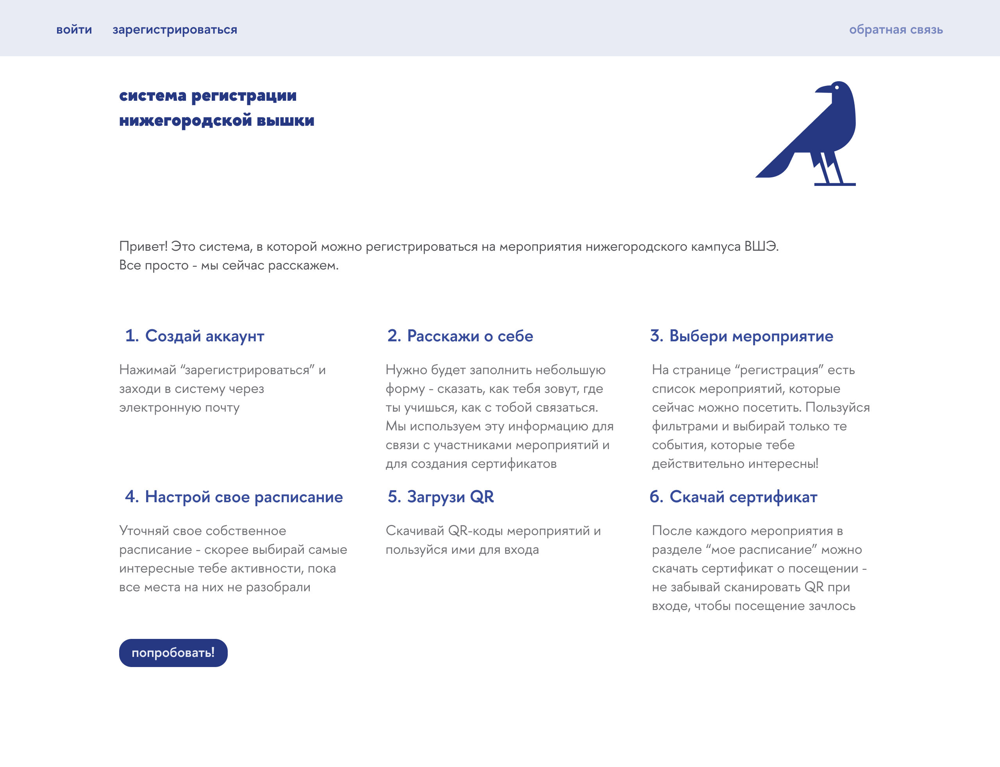 войти зарегистрироваться обратная связь
система регистрации
нижегородской вышки
Привет! Это система, в которой можно регистрироваться на мероприятия нижегородского кампуса ВШЭ.
Все просто - мы сейчас расскажем.
1. Создай аккаунт
Нажимай “зарегистрироваться” и
заходи в систему через
электронную почту
2. Расскажи о себе
Нужно будет заполнить небольшую
форму - сказать, как тебя зовут, где
ты учишься, как с тобой связаться.
Мы используем эту информацию для
связи с участниками мероприятий и
для создания сертификатов
3. Выбери мероприятие
На странице “регистрация” есть
список мероприятий, которые
сейчас можно посетить. Пользуйся
фильтрами и выбирай только те
события, которые тебе
действительно интересны!
4. Настрой свое расписание
Уточняй свое собственное
расписание - скорее выбирай самые
интересные тебе активности, пока
все места на них не разобрали
5. Загрузи QR
Скачивай QR-коды мероприятий и
пользуйся ими для входа
6. Скачай сертификат
После каждого мероприятия в
разделе “мое расписание” можно
скачать сертификат о посещении -
не забывай сканировать QR при
входе, чтобы посещение зачлось
попробовать!